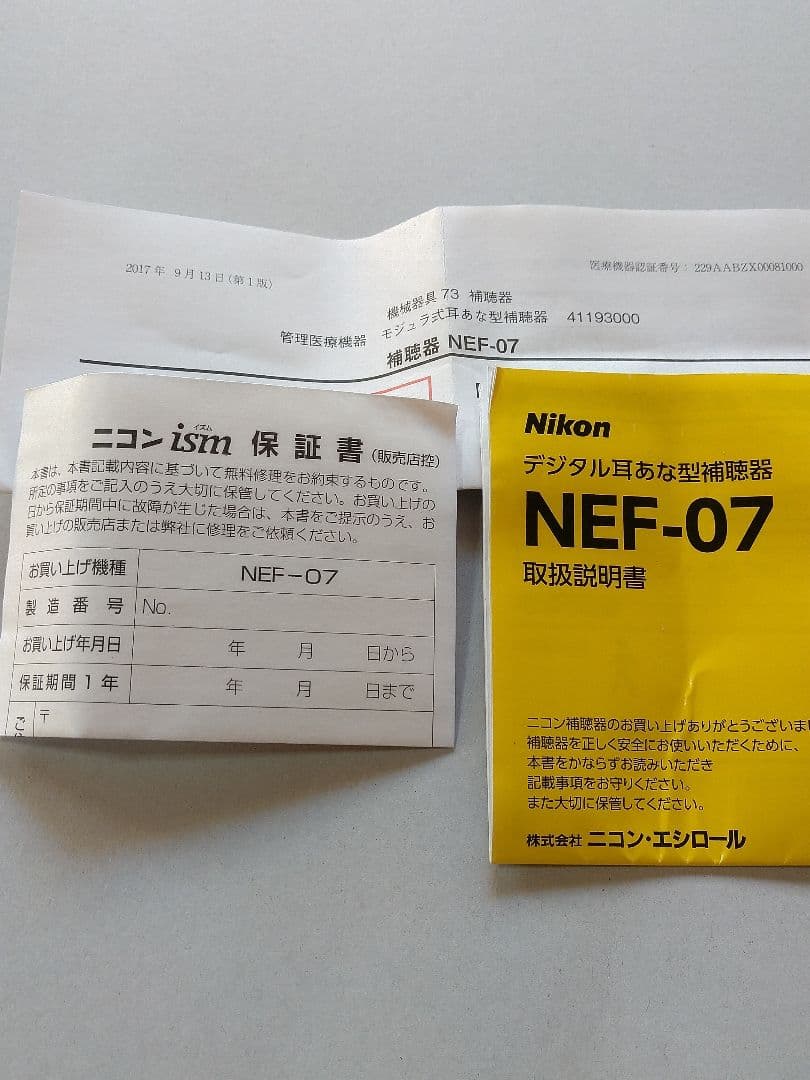 2017年 9月13日(第1版)
医療機器認証番号：229AABZX00081000
機械器具73 補聴器
管理医療機器 モジュラ式耳あな型補聴器 41193000
補聴器 NEF-07
ニコン ism イズム 保証書 (販売店控)
本書は、本書記載内容に基づいて無料修理をお約束するものです。
所定の事項をご記入のうえ大切に保管してください。お買い上げの
日から保証期間中に故障が生じた場合は、本書をご提示のうえ、お
買い上げの販売店または弊社に修理をご依頼ください。
お買い上げ機種 NEF-07
製造番号 No.
お買い上げ年月日 年 月 日から
保証期間1年 年 月 日まで
〒
Nikon
デジタル耳あな型補聴器
NEF-07
取扱説明書
ニコン補聴器のお買い上げありがとうございま
補聴器を正しく安全にお使いいただくために、
本書をかならずお読みいただき
記載事項をお守りください。
また大切に保管してください。
株式会社 ニコン・エシロール